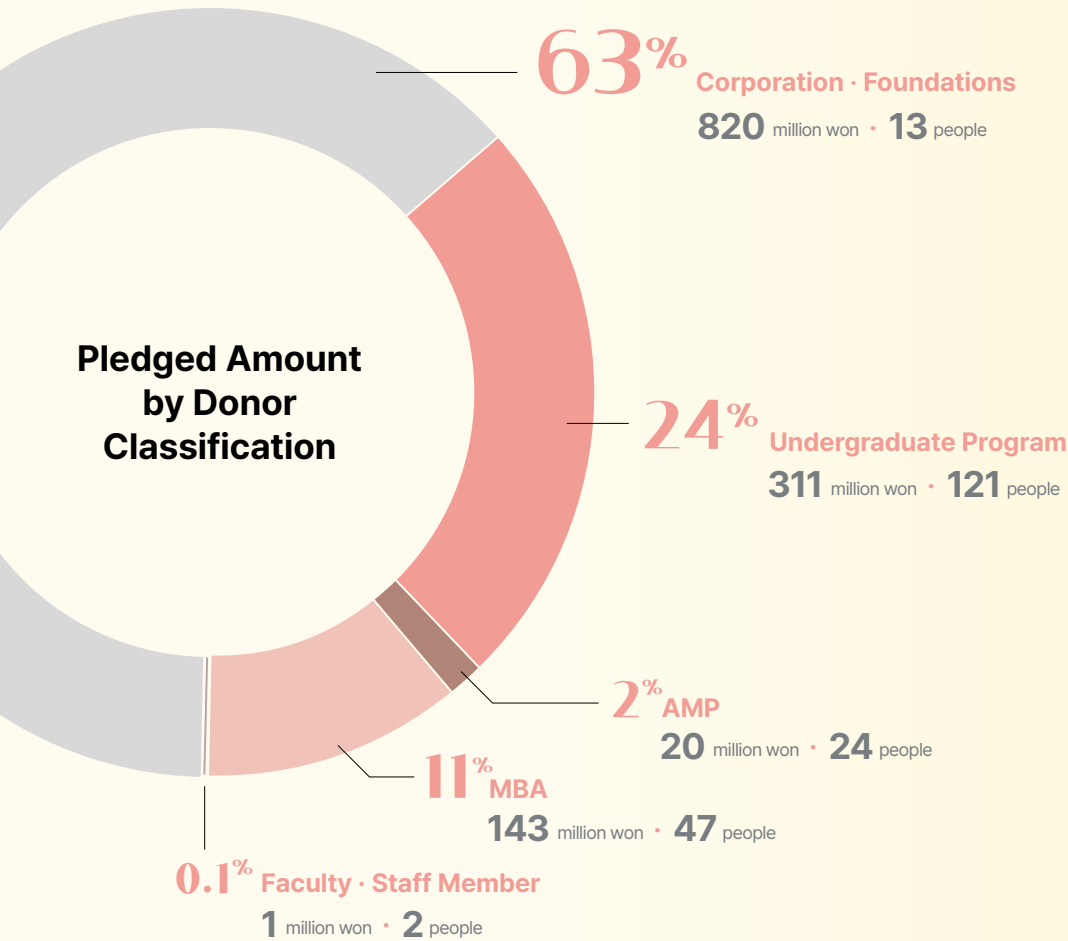 63% Corporation · Foundations
820 million won · 13 people
Pledged Amount
by Donor
Classification
24% Undergraduate Program
311 million won · 121 people
2% AMP
20 million won · 24 people
11% MBA
143 million won · 47 people
0.1% Faculty · Staff Member
1 million won · 2 people